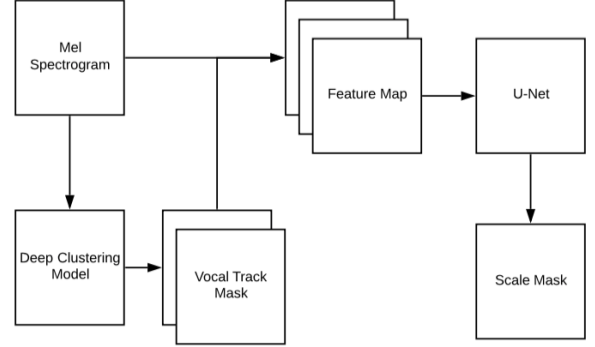 Mel
Spectrogram
Feature Map
U-Net
Deep Clustering
Model
Vocal Track
Mask
Scale Mask